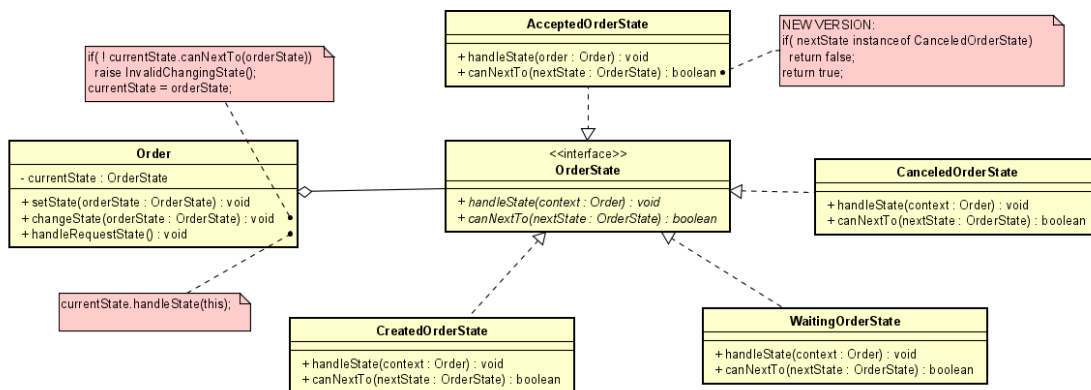 AcceptedOrderState
+ handleState(order : Order) : void
+ canNextTo(nextState : OrderState) : boolean
NEW VERSION:
if( nextState instanceof CanceledOrderState)
return false;
return true;
if( ! currentState.canNextTo(orderState))
raise InvalidChangingState();
currentState = orderState;
Order
- currentState : OrderState
+ setState(orderState : OrderState) : void
+ changeState(orderState : OrderState) : void
+ handleRequestState() : void
<<interface>>
OrderState
+ handleState(context : Order) : void
+ canNextTo(nextState : OrderState) : boolean
CanceledOrderState
+ handleState(context : Order) : void
+ canNextTo(nextState : OrderState) : boolean
currentState.handleState(this);
CreatedOrderState
+ handleState(context : Order) : void
+ canNextTo(nextState : OrderState) : boolean
WaitingOrderState
+ handleState(context : Order) : void
+ canNextTo(nextState : OrderState) : boolean